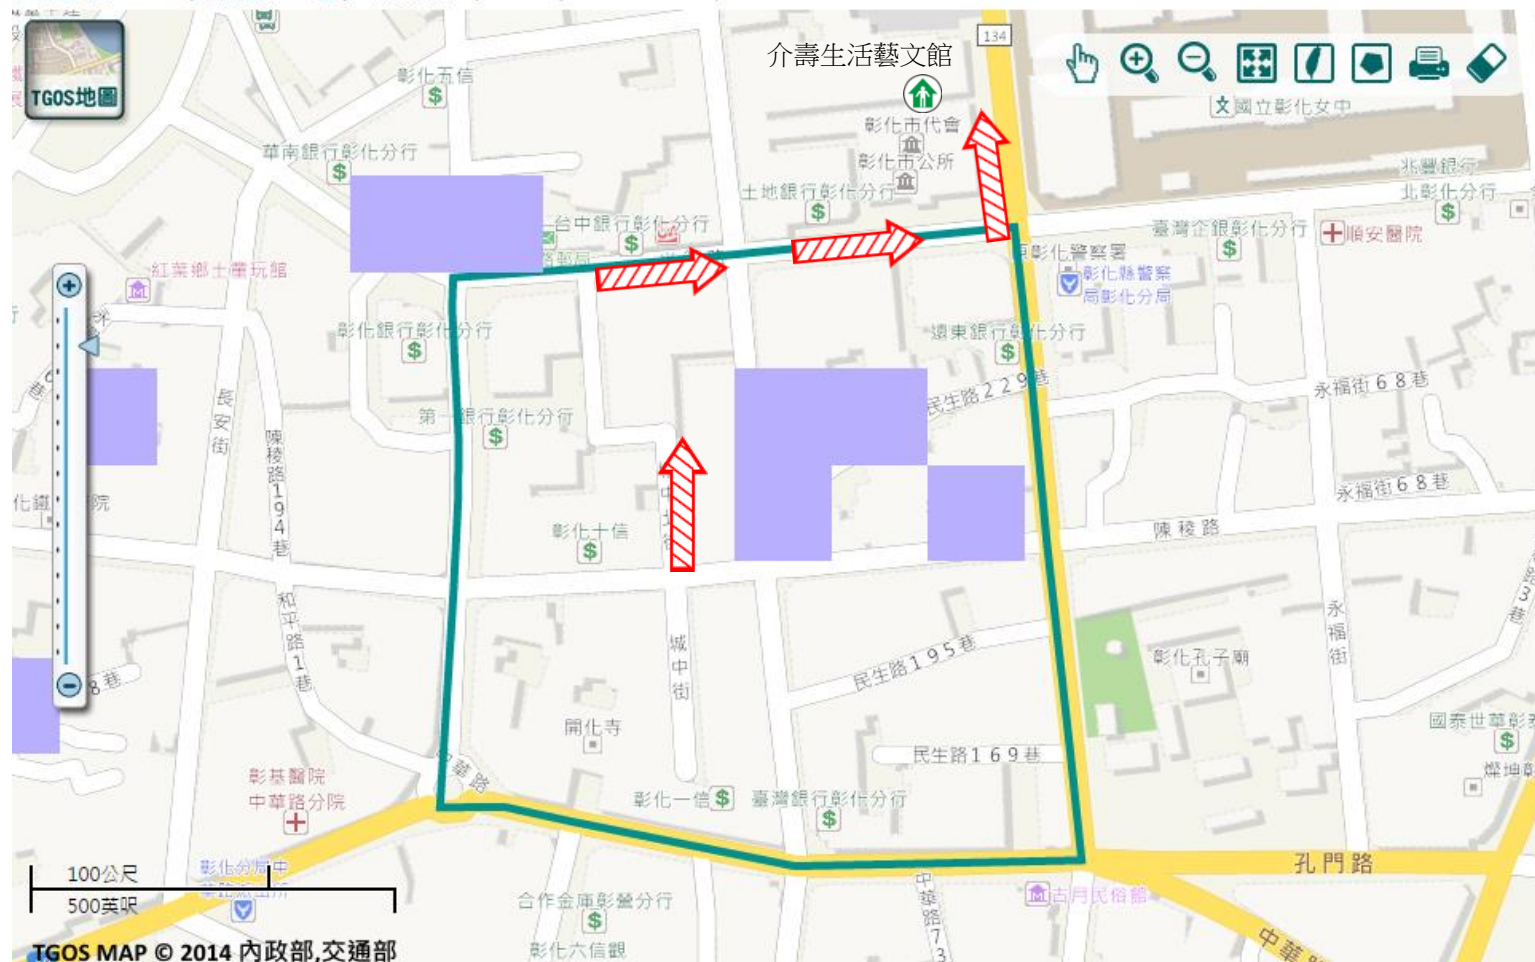 TGOS地圖
介壽生活藝文館
134
彰化五信
國立彰化女中
彰化市代會
彰化市公所
華南銀行彰化分行
兆豐銀行
北彰化分行
土地銀行彰化分行
台中銀行彰化分行
臺灣企銀彰化分行
順安醫院
彰化警察署
彰化縣警察
局彰化分局
紅葉鄉土童玩館
彰化銀行彰化分行
遠東銀行彰化分行
民生路229巷
永福街68巷
長安街
第一銀行彰化分行
陳稜路194巷
永福街68巷
彰化十信
陳稜路
和平路1巷
城中街
民生路195巷
彰化孔子廟
永福街
開化寺
民生路169巷
中華路
彰基醫院
中華路分院
彰化一信
臺灣銀行彰化分行
孔門路
100公尺
500英呎
彰化分局中
古月民俗館
合作金庫彰營分行
彰化六信觀
中華路73
TGOS MAP © 2014 內政部,交通部